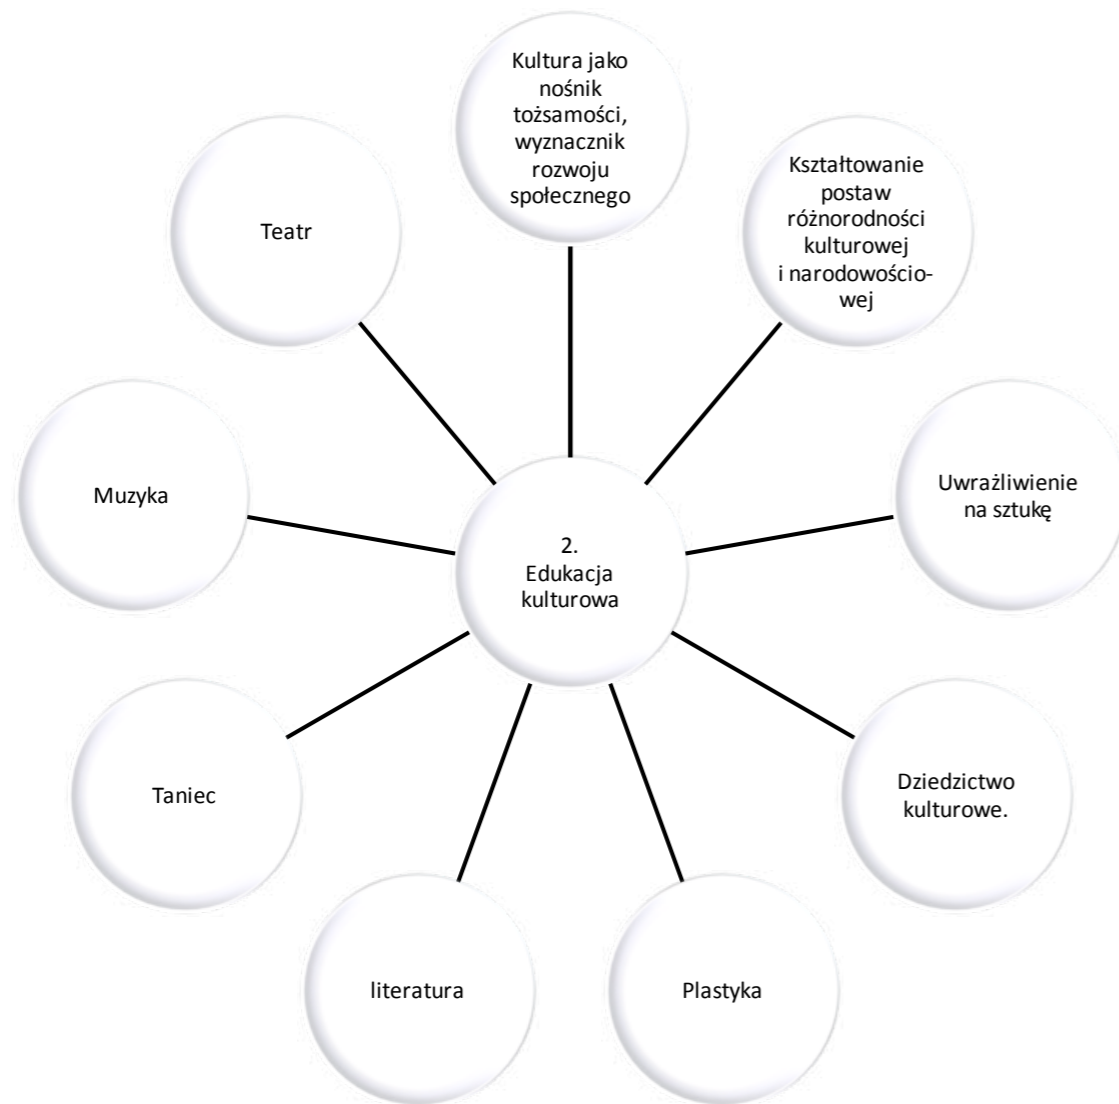 Kultura jako
nośnik
tożsamości,
wyznacznik
rozwoju
społecznego
Kształtowanie
postaw
różnorodności
kulturowej
i narodowościo-
wej
Uwrażliwienie
na sztukę
Dziedzictwo
kulturowe.
Plastyka
literatura
Taniec
Muzyka
Teatr
2.
Edukacja
kulturowa